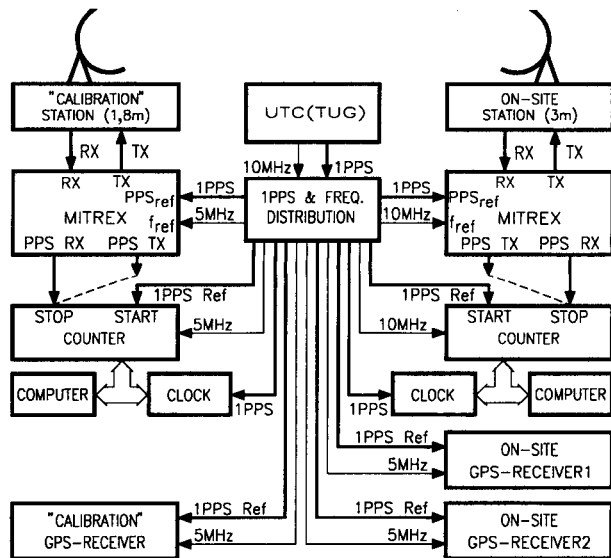 "CALIBRATION"
STATION (1,8m)
UTC(TUG)
ON-SITE
STATION (3m)
RX TX
RX TX
10MHz 1PPS
RX TX
PPSref
MITREX
fref
PPS RX PPS TX
1PPS
5MHz
1PPS & FREQ.
DISTRIBUTION
1PPS
10MHz
RX TX
PPSref
MITREX
fref
PPS TX PPS RX
1PPS Ref
1PPS Ref
STOP START
COUNTER
5MHz
10MHz
START STOP
COUNTER
COMPUTER
CLOCK
1PPS
1PPS
CLOCK
COMPUTER
1PPS Ref
5MHz
ON-SITE
GPS-RECEIVER1
"CALIBRATION"
GPS-RECEIVER
1PPS Ref
5MHz
1PPS Ref
5MHz
ON-SITE
GPS-RECEIVER2